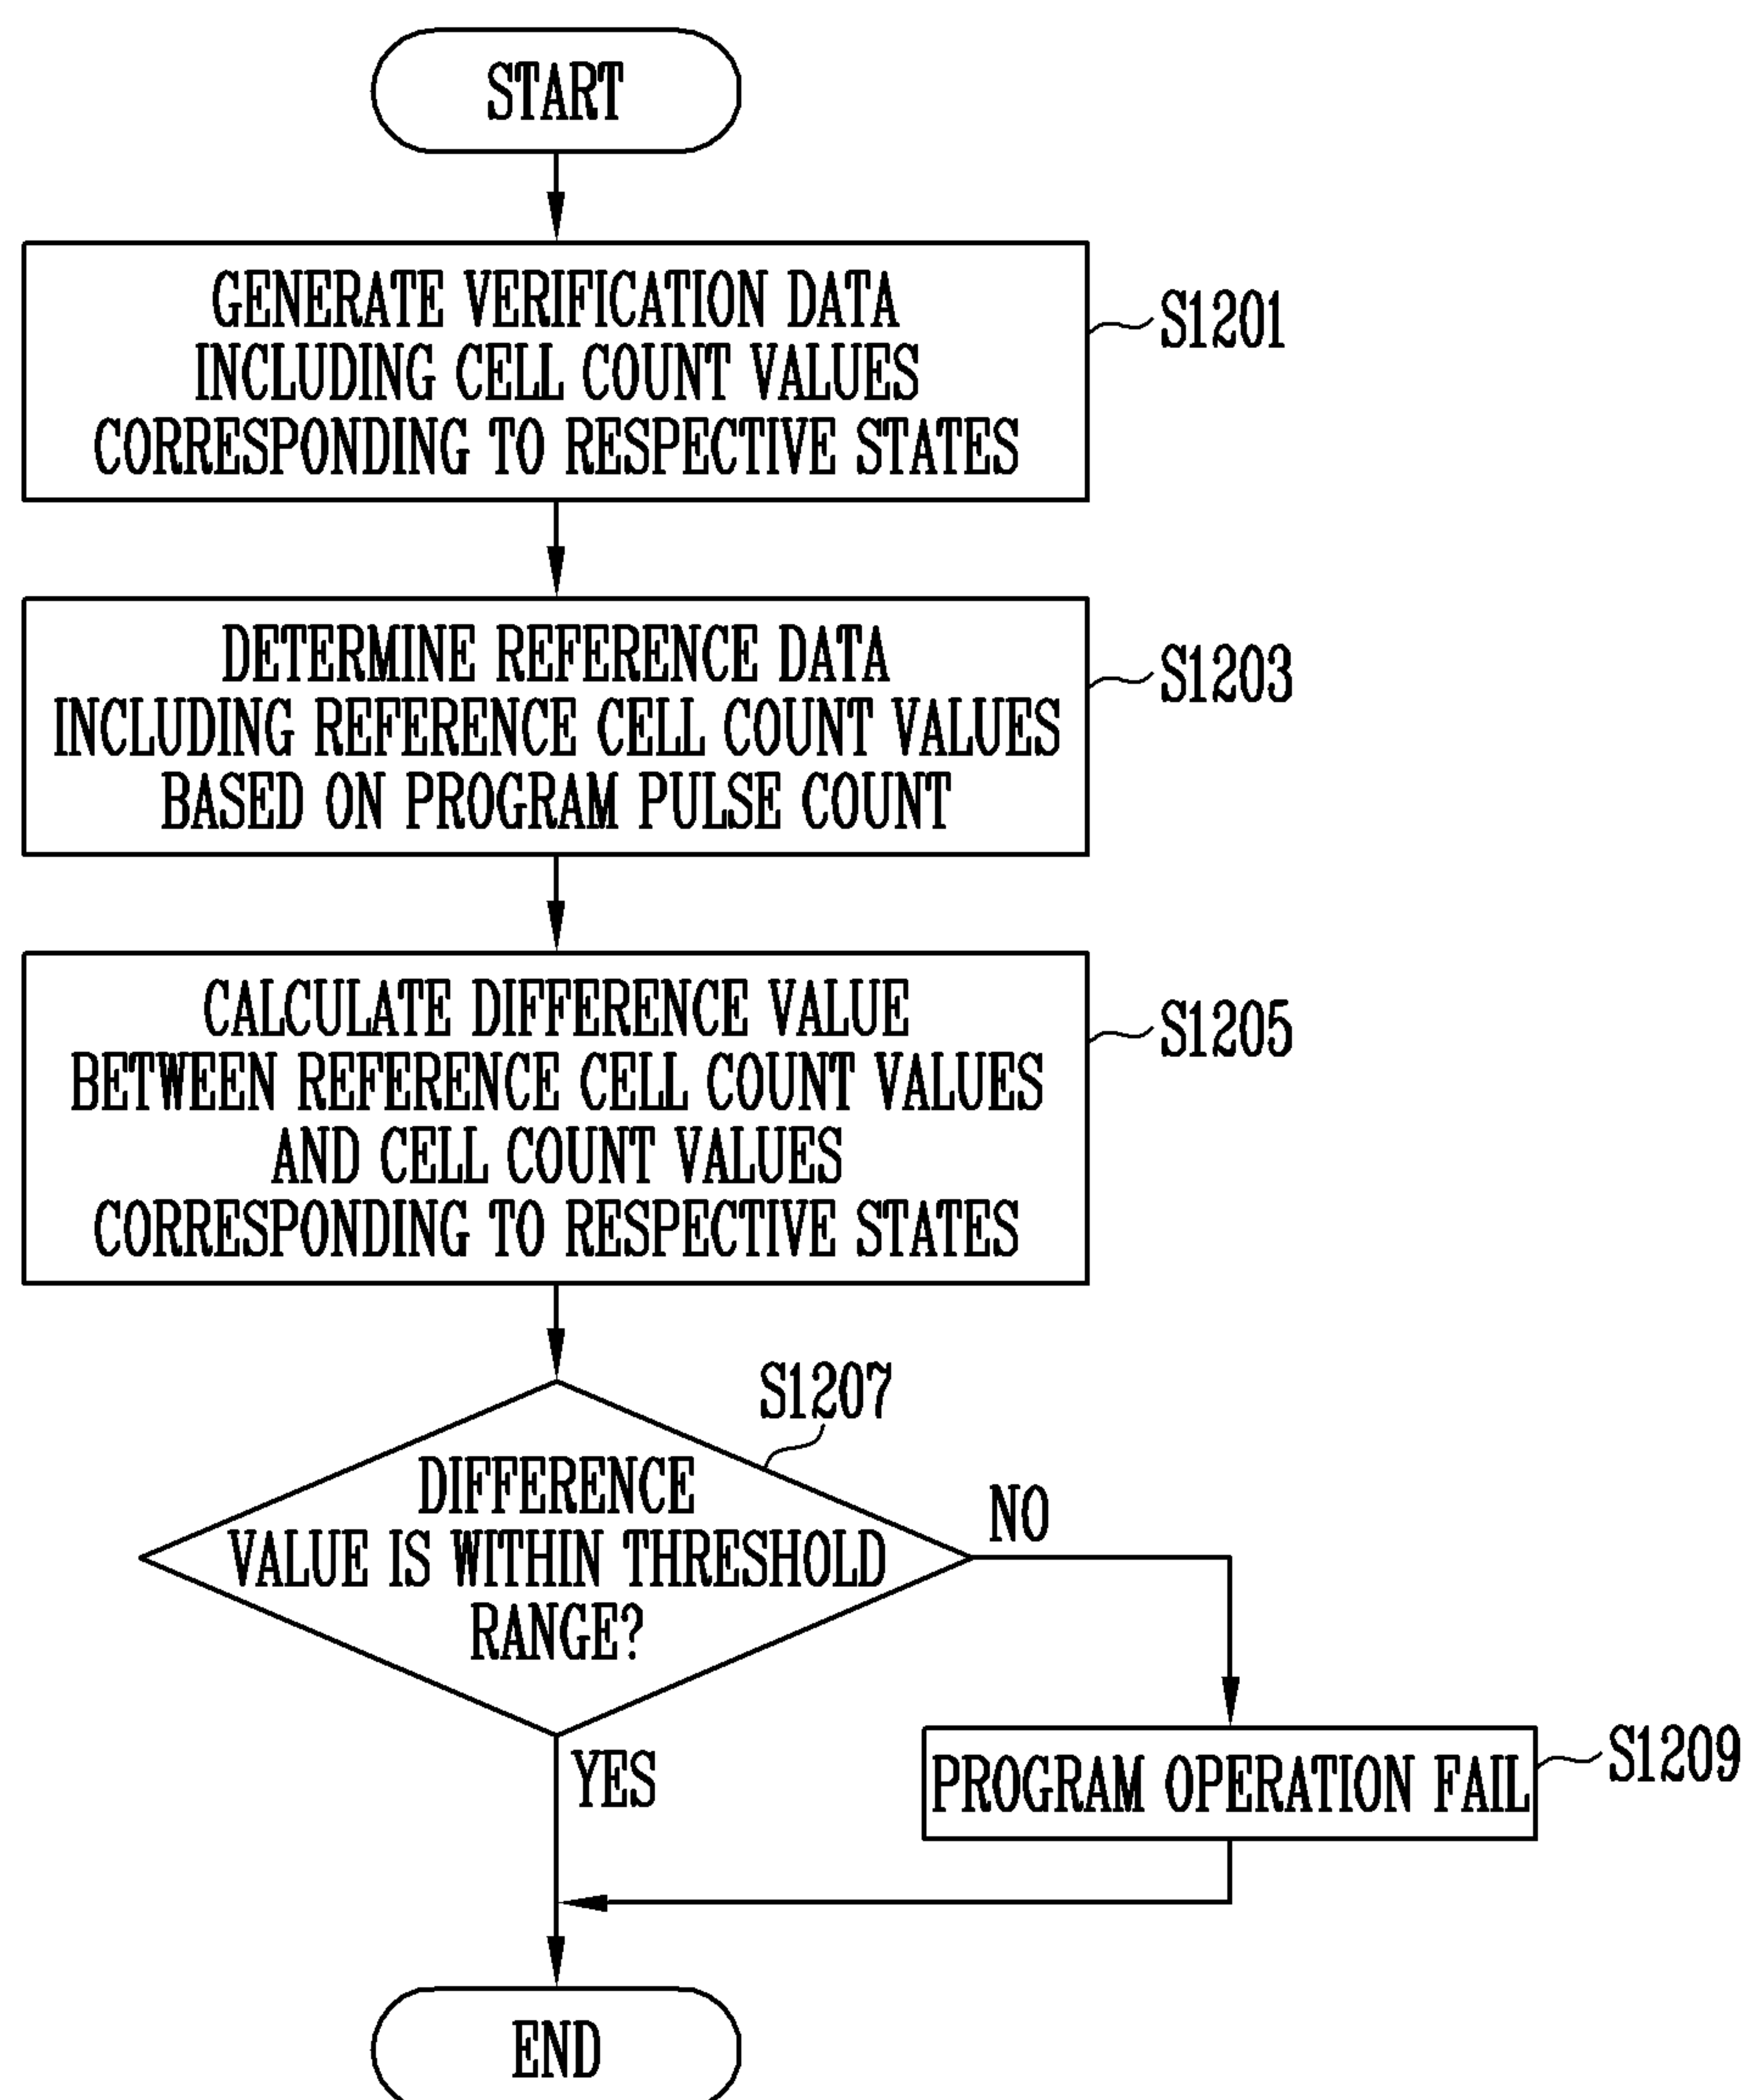 START
GENERATE VERIFICATION DATA
INCLUDING CELL COUNT VALUES
CORRESPONDING TO RESPECTIVE STATES
S1201
DETERMINE REFERENCE DATA
INCLUDING REFERENCE CELL COUNT VALUES
BASED ON PROGRAM PULSE COUNT
S1203
CALCULATE DIFFERENCE VALUE
BETWEEN REFERENCE CELL COUNT VALUES
AND CELL COUNT VALUES
CORRESPONDING TO RESPECTIVE STATES
S1205
S1207
DIFFERENCE
VALUE IS WITHIN THRESHOLD
RANGE?
NO
YES
PROGRAM OPERATION FAIL
S1209
END